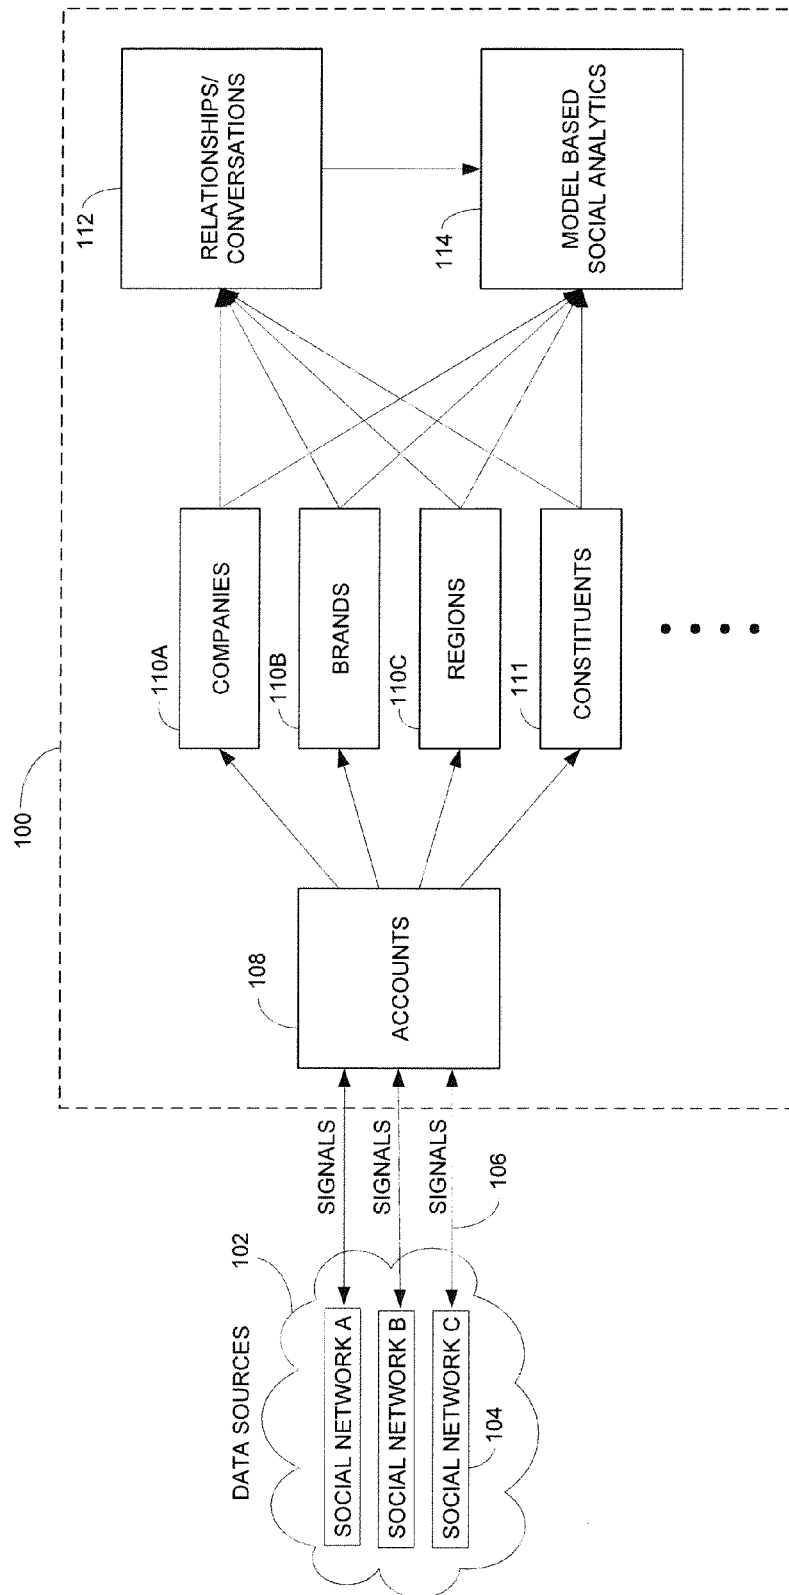 100
DATA SOURCES
102
SOCIAL NETWORK A
SOCIAL NETWORK B
SOCIAL NETWORK C
104
SIGNALS
SIGNALS
SIGNALS
106
108
ACCOUNTS
110A
COMPANIES
110B
BRANDS
110C
REGIONS
111
CONSTITUENTS
112
RELATIONSHIPS/
CONVERSATIONS
114
MODEL BASED
SOCIAL ANALYTICS